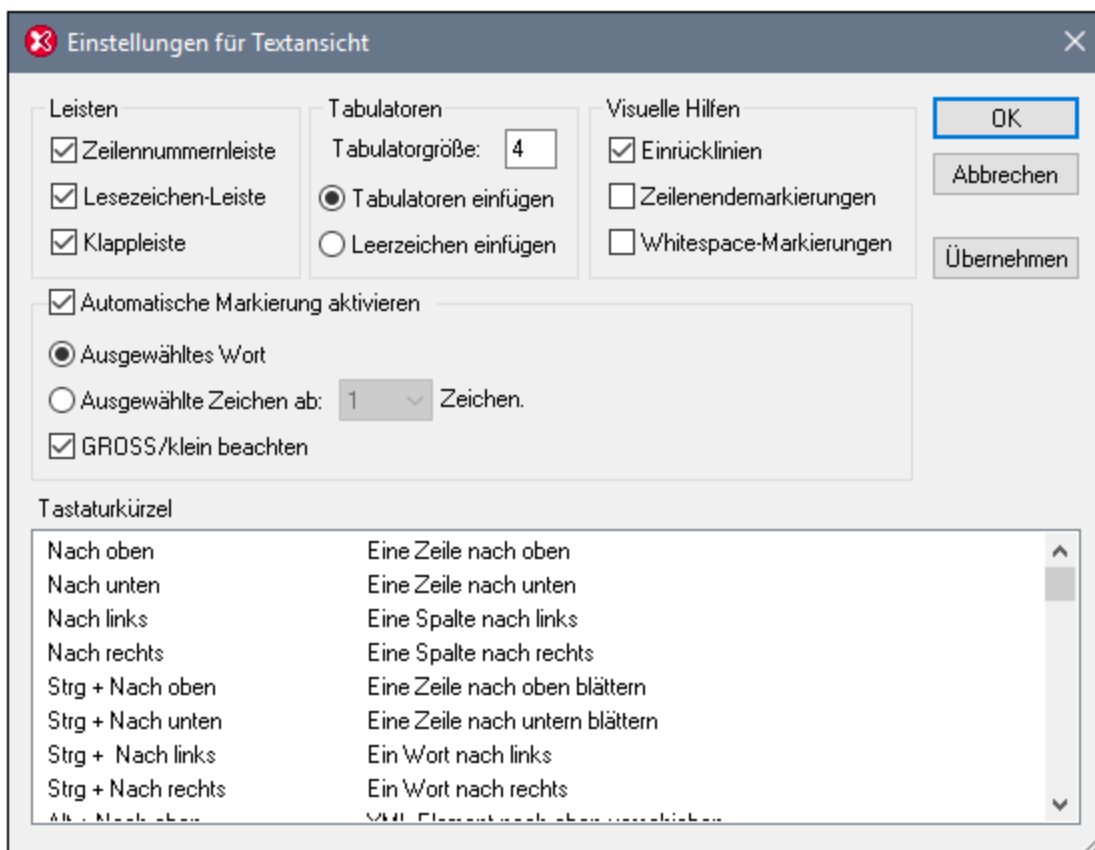 Einstellungen für Textansicht
Leisten
Zeilennummernleiste
Lesezeichen-Leiste
Klappleiste
Tabulatoren
Tabulatorgröße: 4
Tabulatoren einfügen
Leerzeichen einfügen
Visuelle Hilfen
Einrücklinien
Zeilenendemarkierungen
Whitespace-Markierungen
OK
Abbrechen
Übernehmen
Automatische Markierung aktivieren
Ausgewähltes Wort
Ausgewählte Zeichen ab: 1 Zeichen.
GROSS/klein beachten
Tastaturkürzel
Nach oben Eine Zeile nach oben
Nach unten Eine Zeile nach unten
Nach links Eine Spalte nach links
Nach rechts Eine Spalte nach rechts
Strg + Nach oben Eine Zeile nach oben blättern
Strg + Nach unten Eine Zeile nach untern blättern
Strg + Nach links Ein Wort nach links
Strg + Nach rechts Ein Wort nach rechts